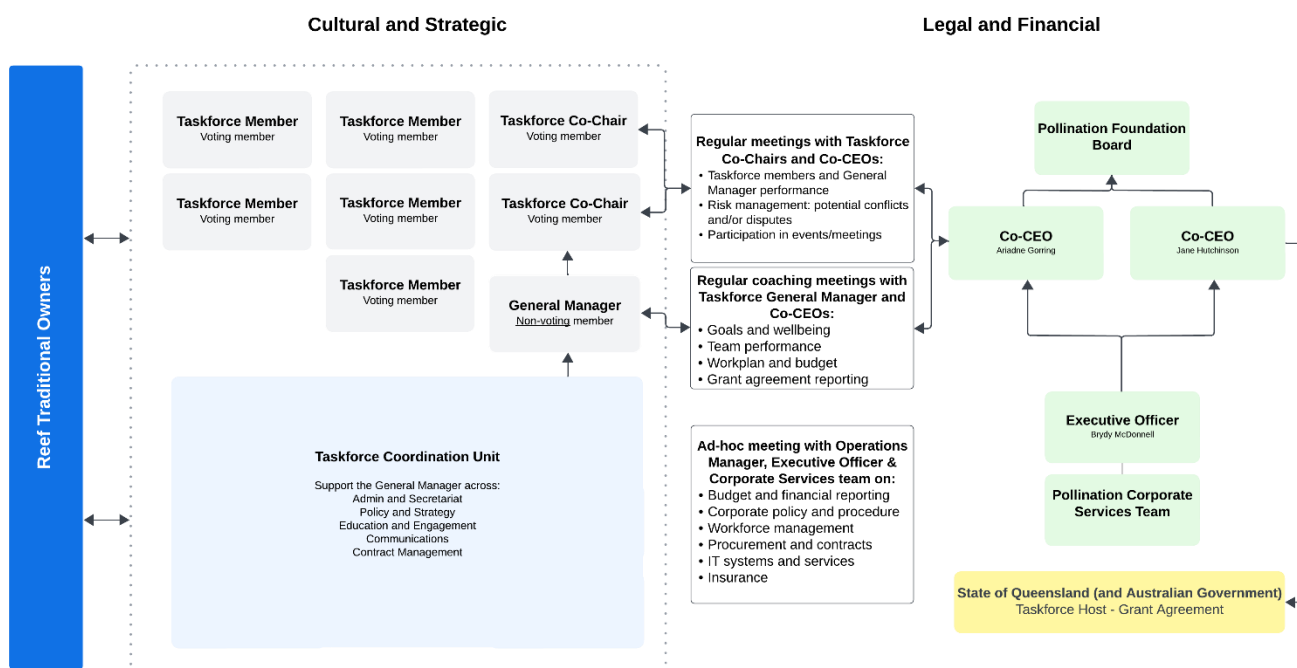 Cultural and Strategic
Legal and Financial
Reef Traditional Owners
Taskforce Member
Voting member
Taskforce Member
Voting member
Taskforce Co-Chair
Voting member
Taskforce Member
Voting member
Taskforce Member
Voting member
Taskforce Co-Chair
Voting member
Taskforce Member
Voting member
General Manager
Non-voting member
Taskforce Coordination Unit
Support the General Manager across:
Admin and Secretariat
Policy and Strategy
Education and Engagement
Communications
Contract Management
Regular meetings with Taskforce
Co-Chairs and Co-CEOs:
• Taskforce members and General
Manager performance
• Risk management: potential conflicts
and/or disputes
• Participation in events/meetings
Regular coaching meetings with
Taskforce General Manager and
Co-CEOs:
• Goals and wellbeing
• Team performance
• Workplan and budget
• Grant agreement reporting
Ad-hoc meeting with Operations
Manager, Executive Officer &
Corporate Services team on:
• Budget and financial reporting
• Corporate policy and procedure
• Workforce management
• Procurement and contracts
• IT systems and services
• Insurance
Pollination Foundation
Board
Co-CEO
Ariadne Gorring
Co-CEO
Jane Hutchinson
Executive Officer
Brydy McDonnell
Pollination Corporate
Services Team
State of Queensland (and Australian Government)
Taskforce Host - Grant Agreement